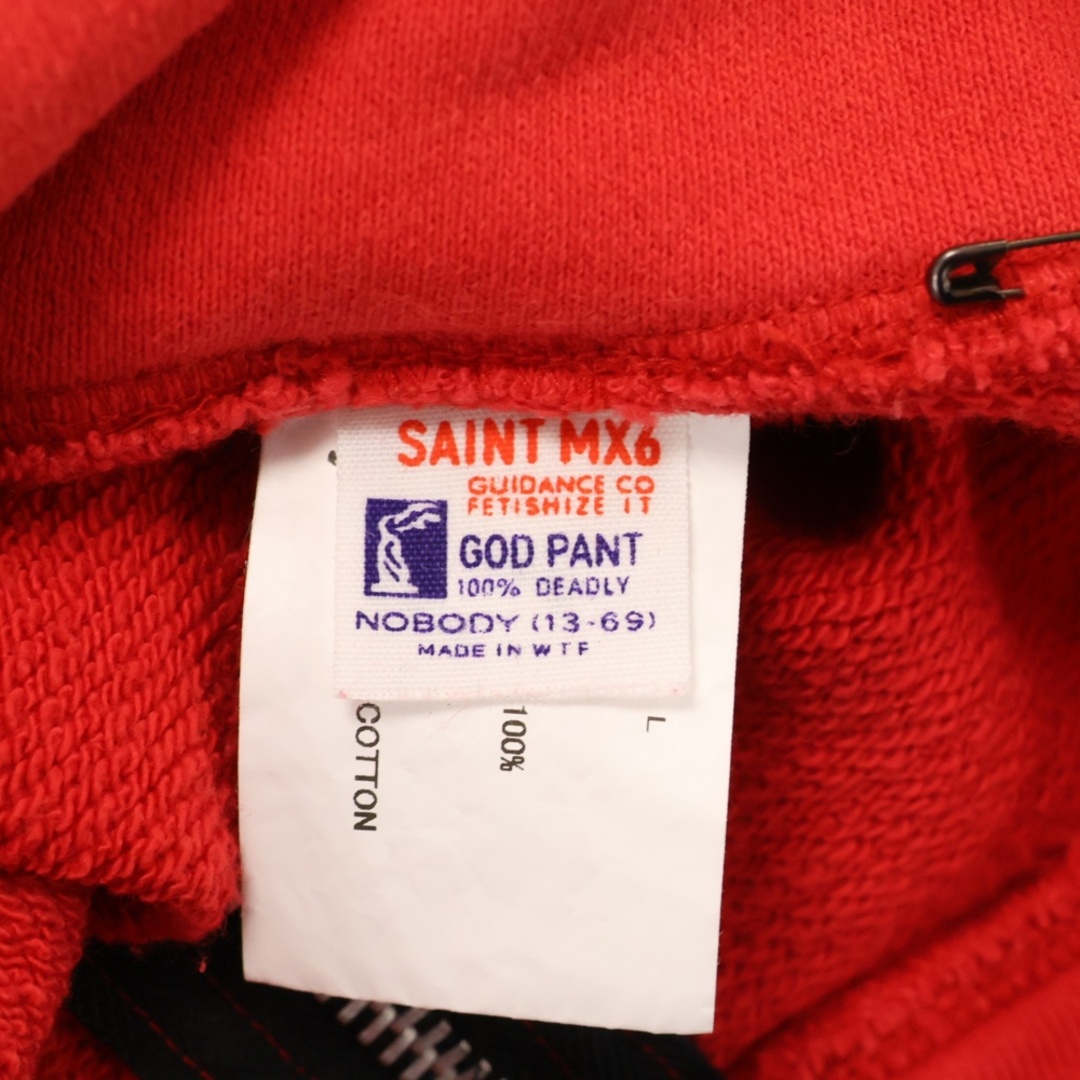 SAINT MX6
GUIDANCE CO
FETISHIZE IT
GOD PANT
100% DEADLY
NOBODY (13-69)
MADE IN WTF
COTTON
100%
L